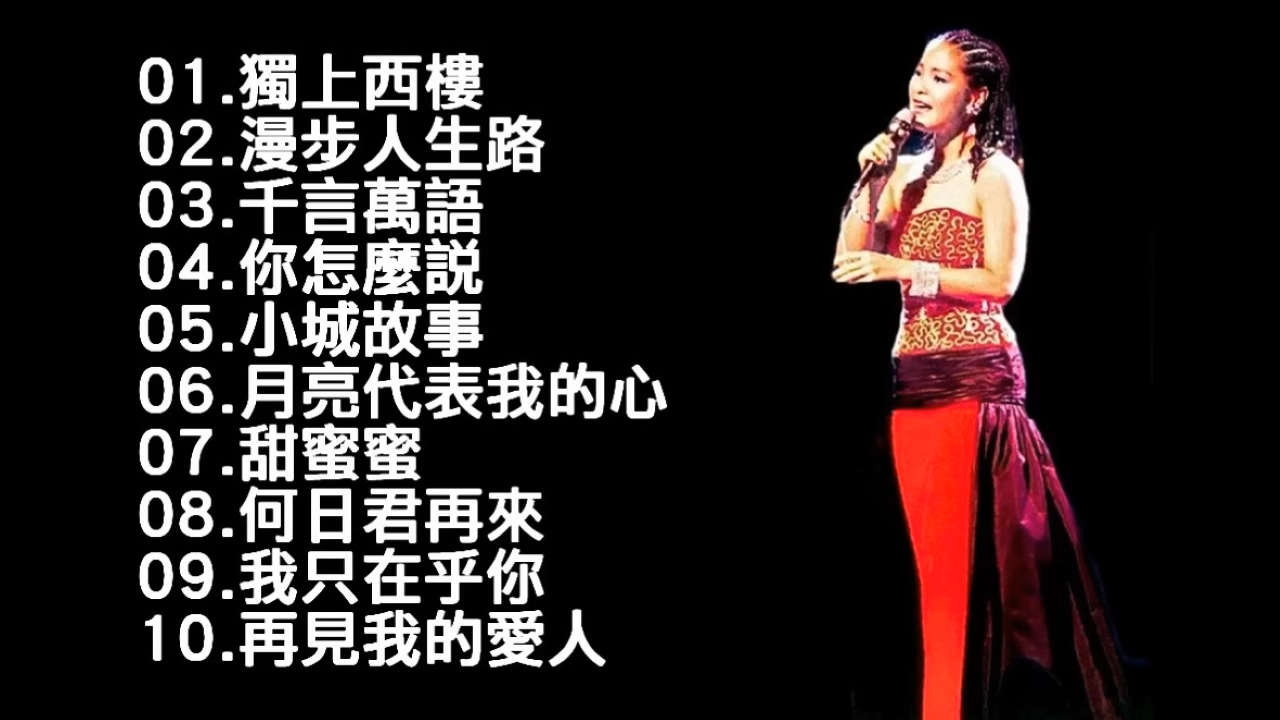 01.獨上西樓
02.漫步人生路
03.千言萬語
04.你怎麼説
05.小城故事
06.月亮代表我的心
07.甜蜜蜜
08.何日君再來
09.我只在乎你
10.再見我的愛人